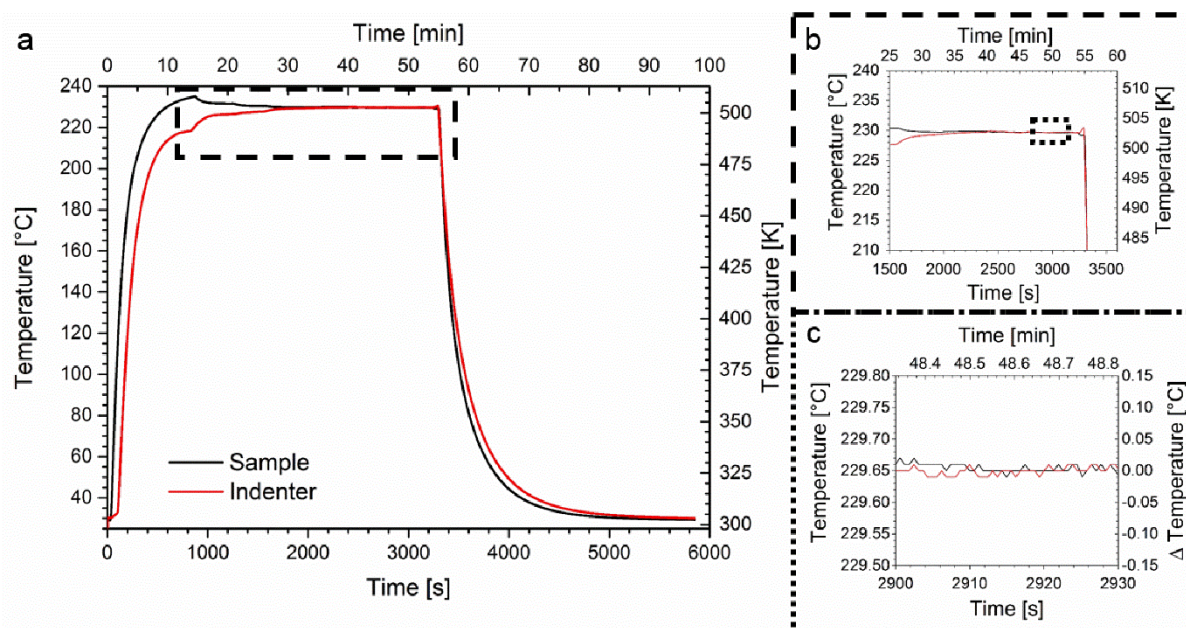 a
Time [min]
0 10 20 30 40 50 60 70 80 90 100
240
220
200
180
160
140
120
100
80
60
40
Temperature [°C]
500
475
450
425
400
375
350
325
300
Temperature [K]
Sample
Indenter
0 1000 2000 3000 4000 5000 6000
Time [s]
b
Time [min]
25 30 35 40 45 50 55 60
240
235
230
225
220
215
210
Temperature [°C]
510
505
500
495
490
485
Temperature [K]
1500 2000 2500 3000 3500
Time [s]
c
Time [min]
48.4 48.5 48.6 48.7 48.8
229.80
229.75
229.70
229.65
229.60
229.55
229.50
Temperature [°C]
0.15
0.10
0.05
0.00
-0.05
-0.10
-0.15
Δ Temperature [°C]
2900 2910 2920 2930
Time [s]